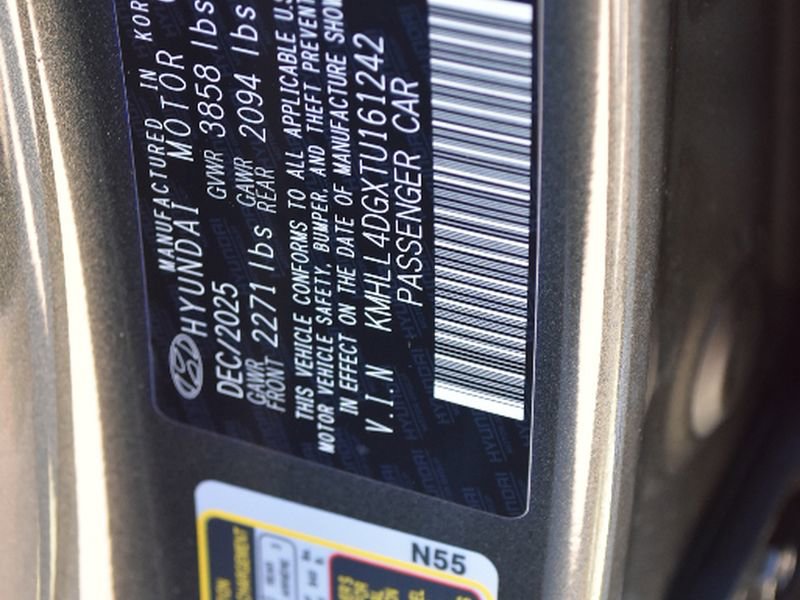 MANUFACTURED IN KOR
HYUNDAI MOTOR
DEC/2025 GVWR 3858 lbs
GAWR FRONT 2271 lbs GAWR REAR 2094 lbs
THIS VEHICLE CONFORMS TO ALL APPLICABLE U.S
MOTOR VEHICLE SAFETY, BUMPER, AND THEFT PREVENT
IN EFFECT ON THE DATE OF MANUFACTURE SHOW
V.I.N KMHLL4DGXTU161242
PASSENGER CAR
N55